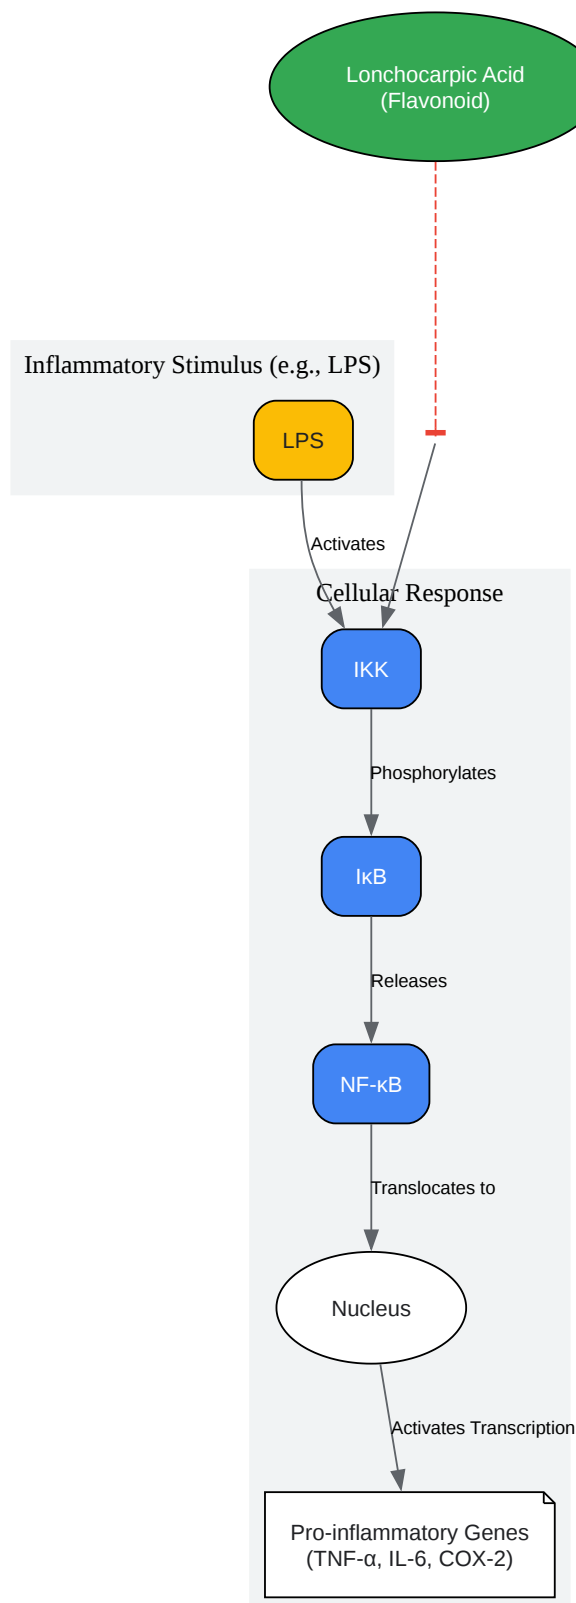 Lonchocarpic Acid
(Flavonoid)
Inflammatory Stimulus (e.g., LPS)
LPS
Activates
Cellular Response
IKK
Phosphorylates
IκB
Releases
NF-κB
Translocates to
Nucleus
Activates Transcription
Pro-inflammatory Genes
(TNF-α, IL-6, COX-2)